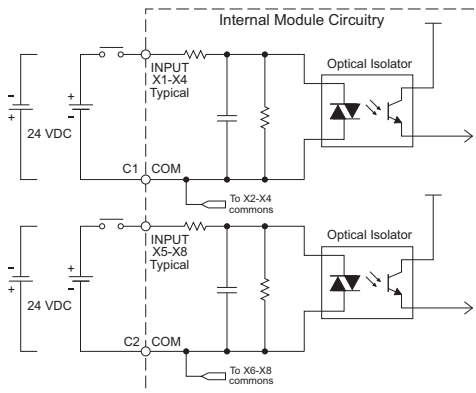 Internal Module Circuitry
Optical Isolator
INPUT
X1-X4
Typical
-
+
+
-
24 VDC
C1
COM
To X2-X4
commons
Optical Isolator
INPUT
X5-X8
Typical
-
+
+
-
24 VDC
C2
COM
To X6-X8
commons